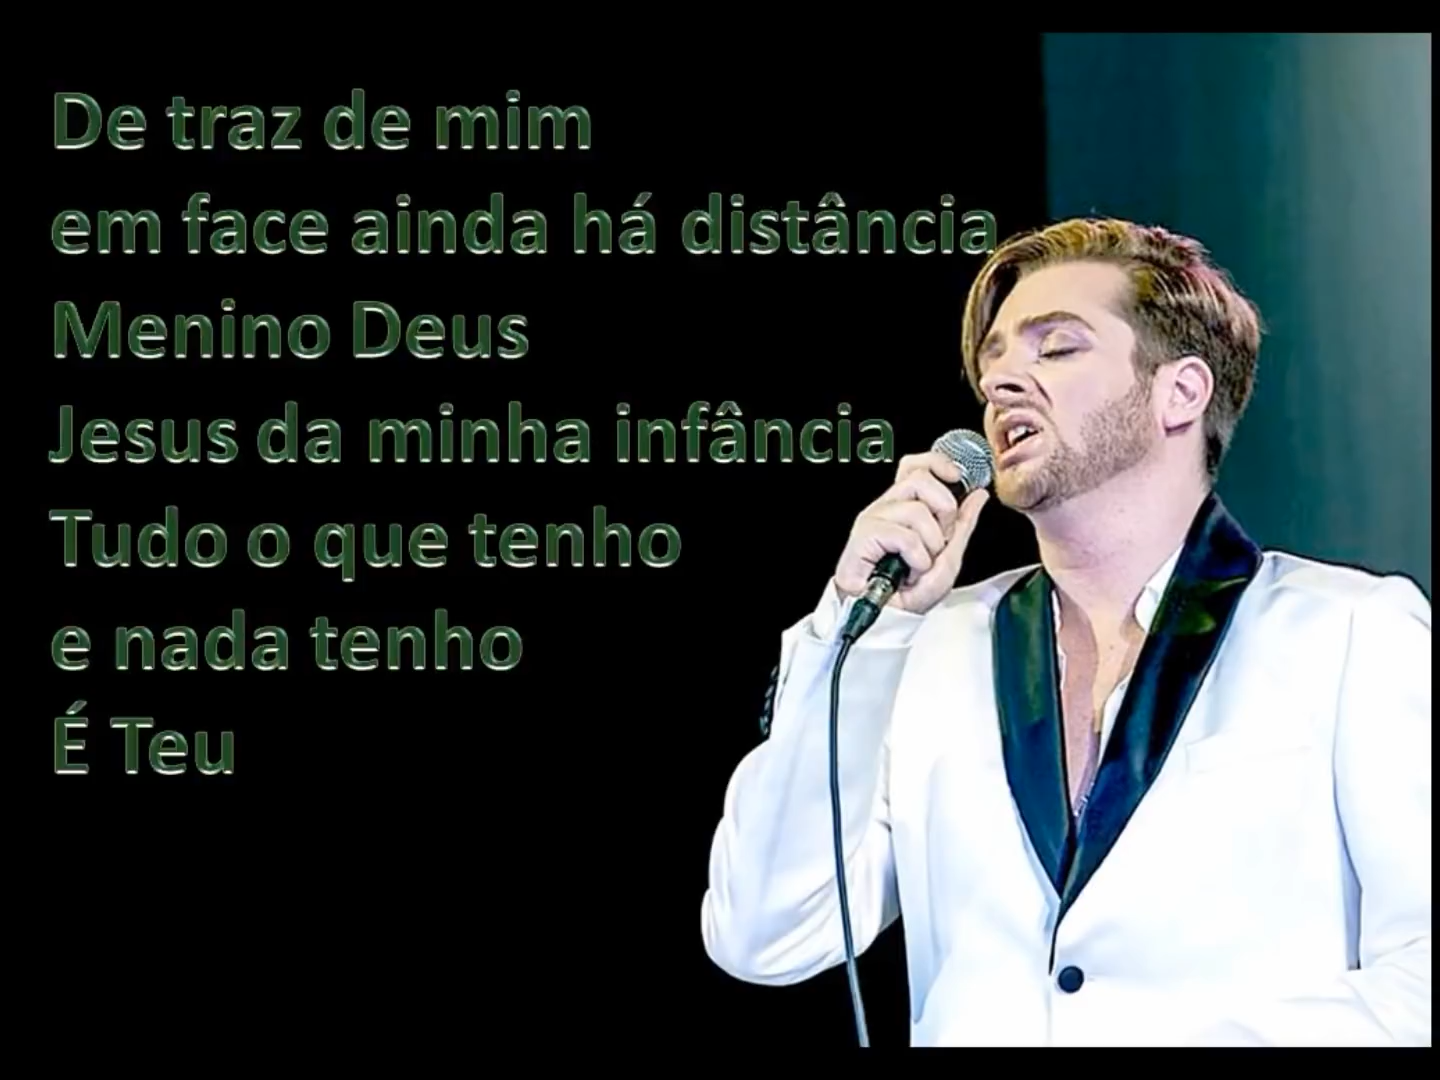 De traz de mim
em face ainda há distância
Menino Deus
Jesus da minha infância
Tudo o que tenho
e nada tenho
É Teu